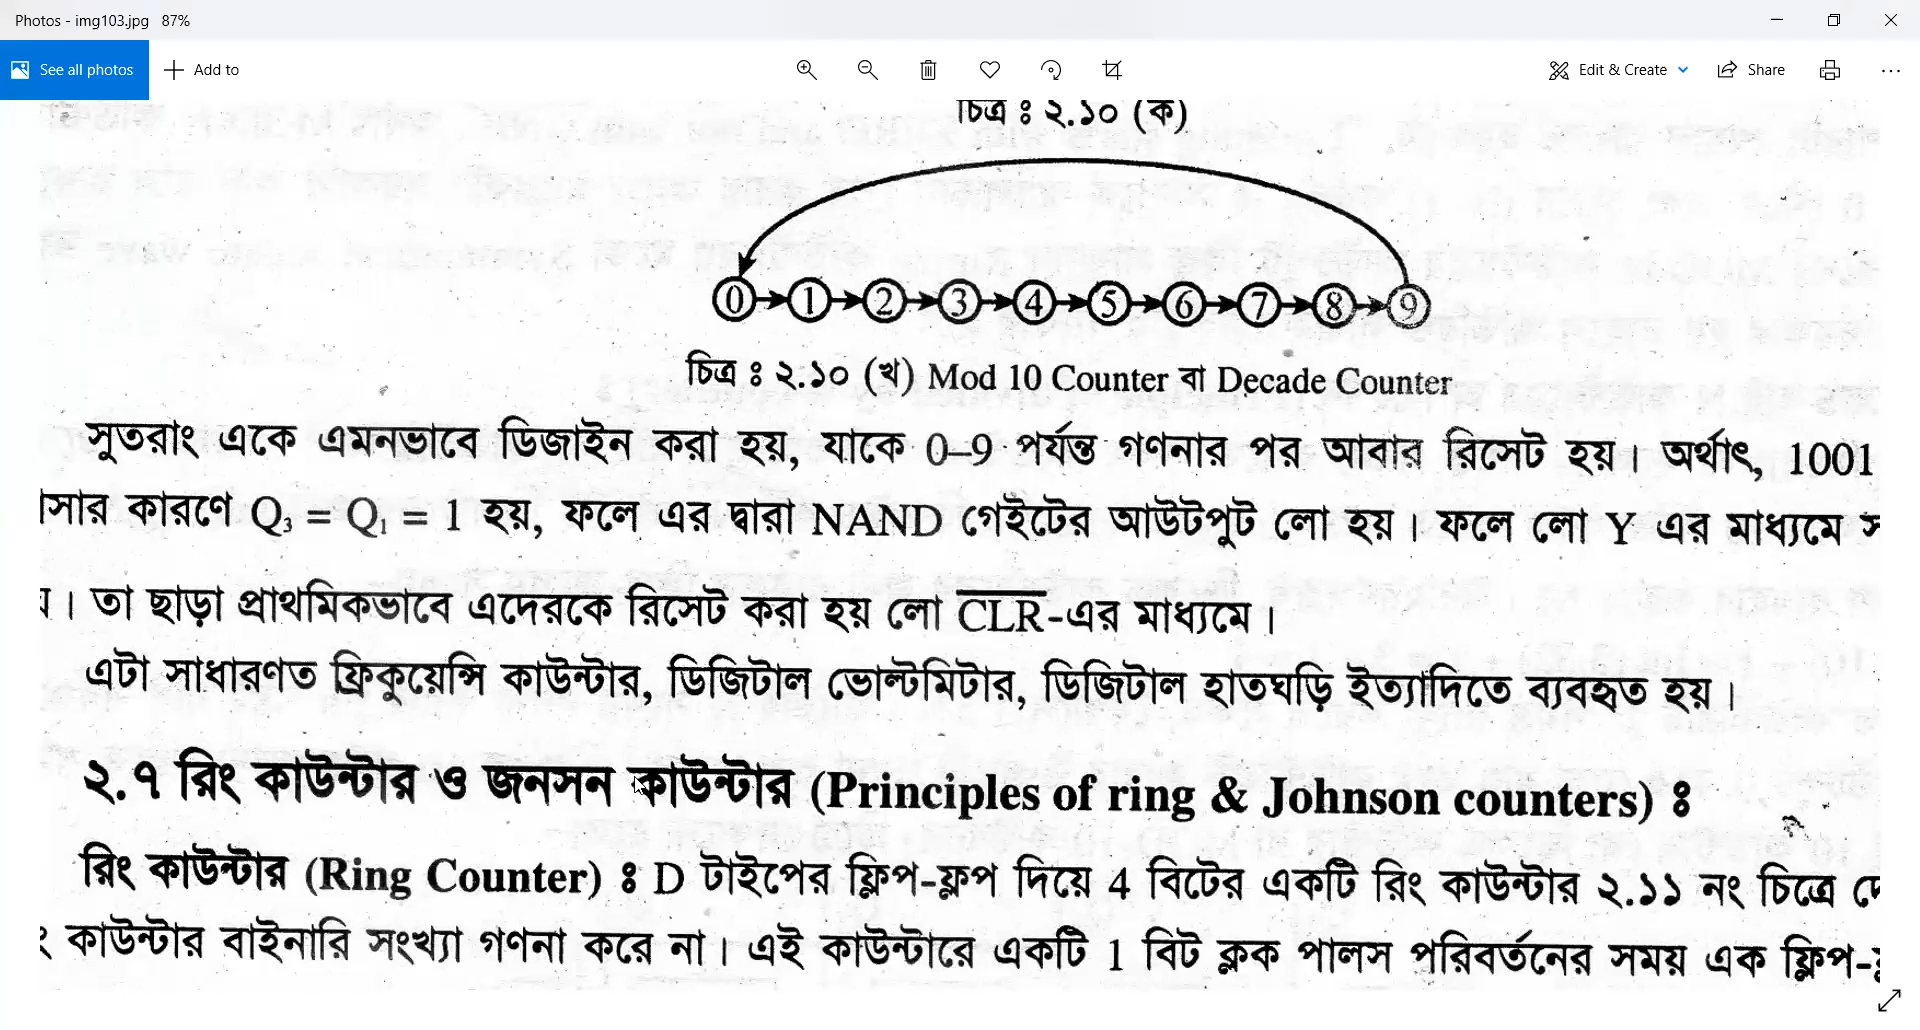 Photos - img103.jpg 87%
See all photos
Add to
Edit & Create
Share
চিত্র ঃ ২.১০ (ক)
0 1 2 3 4 5 6 7 8 9
চিত্র ঃ ২.১০ (খ) Mod 10 Counter বা Decade Counter
সুতরাং একে এমনভাবে ডিজাইন করা হয়, যাকে 0–9 পর্যন্ত গণনার পর আবার রিসেট হয়। অর্থাৎ, 1001
াসার কারণে Q₃ = Q₁ = 1 হয়, ফলে এর দ্বারা NAND গেইটের আউটপুট লো হয়। ফলে লো Y এর মাধ্যমে
। তা ছাড়া প্রাথমিকভাবে এদেরকে রিসেট করা হয় লো C̅L̅R̅-এর মাধ্যমে।
এটা সাধারণত ফ্রিকুয়েন্সি কাউন্টার, ডিজিটাল ভোল্টমিটার, ডিজিটাল হাতঘড়ি ইত্যাদিতে ব্যবহৃত হয়।
২.৭ রিং কাউন্টার ও জনসন কাউন্টার (Principles of ring & Johnson counters) ঃ
রিং কাউন্টার (Ring Counter) ঃ D টাইপের ফ্লিপ-ফ্লপ দিয়ে 4 বিটের একটি রিং কাউন্টার ২.১১ নং চিত্রে
কাউন্টার বাইনারি সংখ্যা গণনা করে না। এই কাউন্টারে একটি 1 বিট ক্লক পালস পরিবর্তনের সময় এক ফ্লিপ-